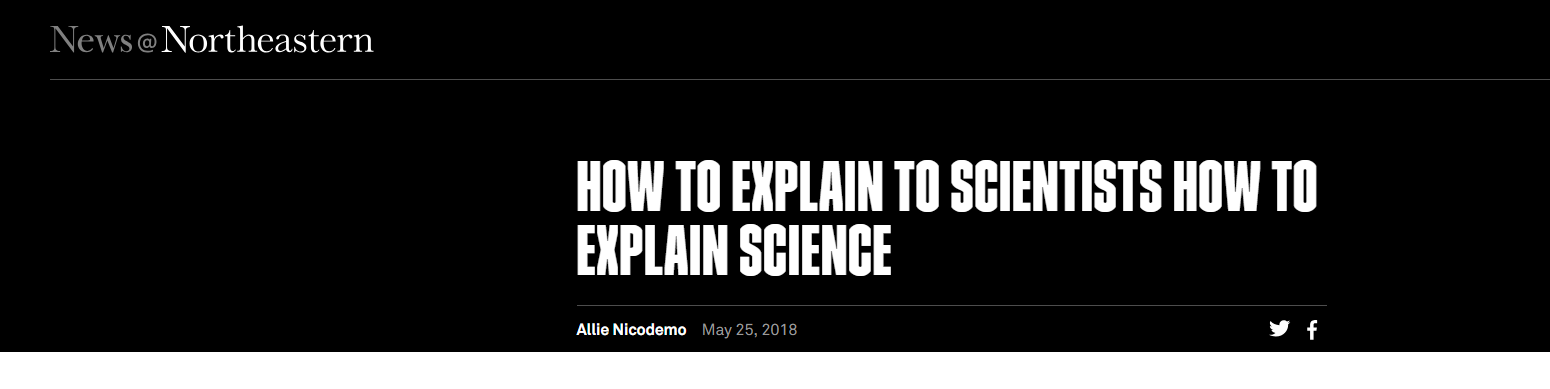 News@Northeastern
HOW TO EXPLAIN TO SCIENTISTS HOW TO
EXPLAIN SCIENCE
Allie Nicodemo May 25, 2018